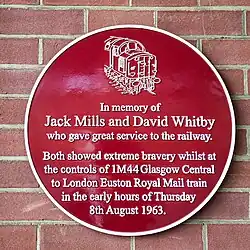 In memory of
Jack Mills and David Whitby
who gave great service to the railway.
Both showed extreme bravery whilst at
the controls of 1M44 Glasgow Central
to London Euston Royal Mail train
in the early hours of Thursday
8th August 1963.